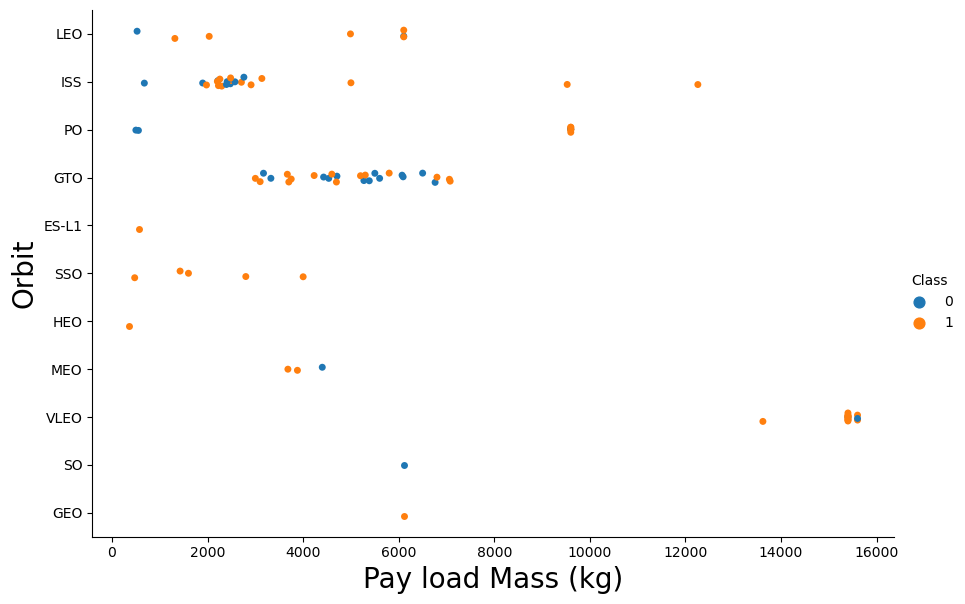 LEO
ISS
PO
GTO
ES-L1
SSO
HEO
MEO
VLEO
SO
GEO
Orbit
0 2000 4000 6000 8000 10000 12000 14000 16000
Pay load Mass (kg)
Class
0
1